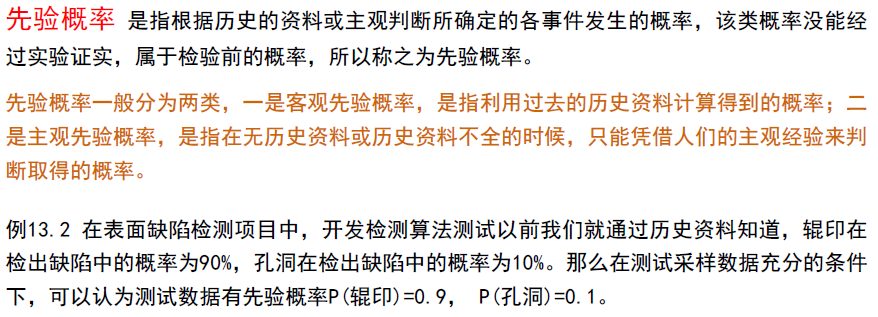 先验概率 是指根据历史的资料或主观判断所确定的各事件发生的概率，该类概率没能经
过实验证实，属于检验前的概率，所以称之为先验概率。
先验概率一般分为两类，一是客观先验概率，是指利用过去的历史资料计算得到的概率；二
是主观先验概率，是指在无历史资料或历史资料不全的时候，只能凭借人们的主观经验来判
断取得的概率。
例13.2 在表面缺陷检测项目中，开发检测算法测试以前我们就通过历史资料知道，辊印在
检出缺陷中的概率为90%，孔洞在检出缺陷中的概率为10%。那么在测试采样数据充分的条件
下，可以认为测试数据有先验概率P(辊印)=0.9， P(孔洞)=0.1。